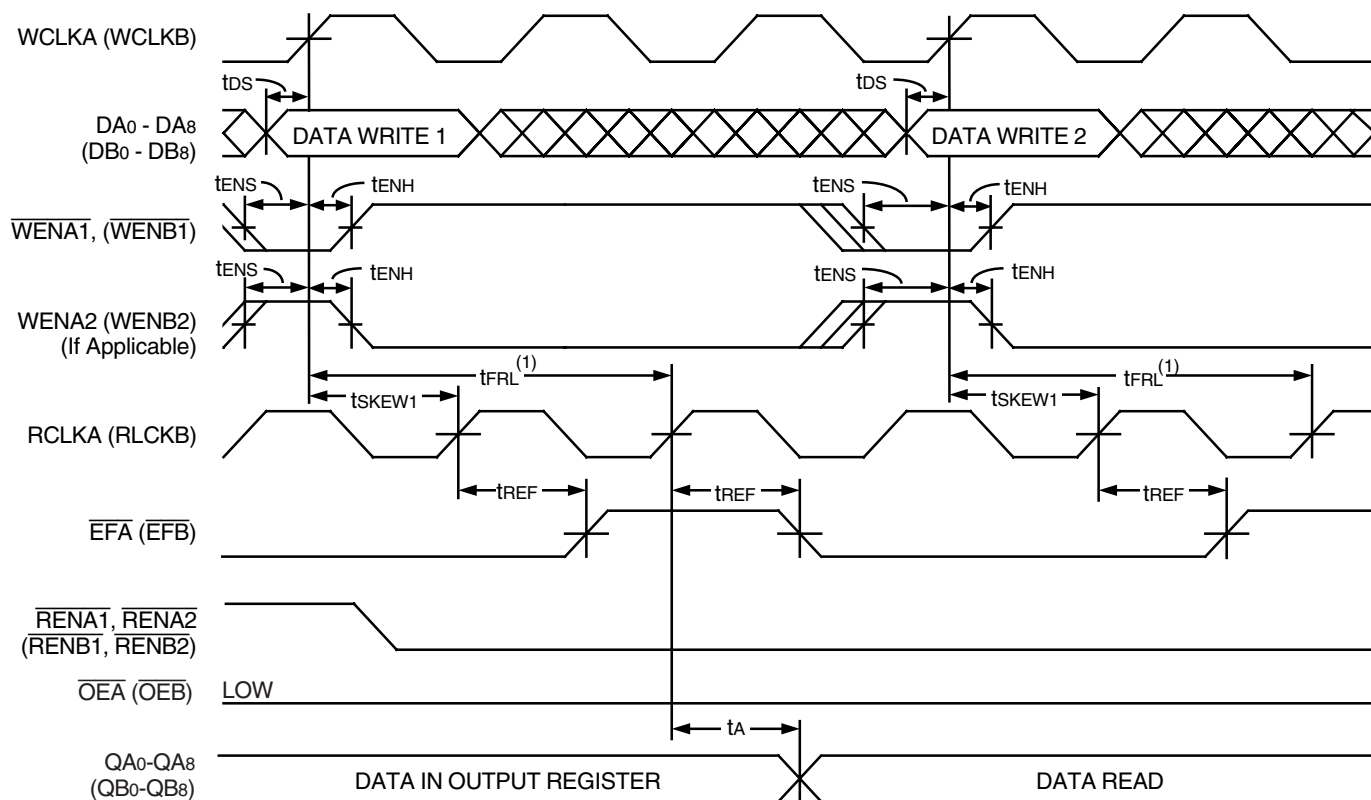 WCLKA (WCLKB)
tDS
tDS
DA0 - DA8
(DB0 - DB8)
DATA WRITE 1
DATA WRITE 2
tENS
tENH
tENS
tENH
WENA1, (WENB1)
tENS
tENH
tENS
tENH
WENA2 (WENB2)
(If Applicable)
tFRL(1)
tFRL(1)
tSKEW1
tSKEW1
RCLKA (RLCKB)
tREF
tREF
tREF
EFA (EFB)
RENA1, RENA2
(RENB1, RENB2)
OEA (OEB)
LOW
tA
QA0-QA8
(QB0-QB8)
DATA IN OUTPUT REGISTER
DATA READ